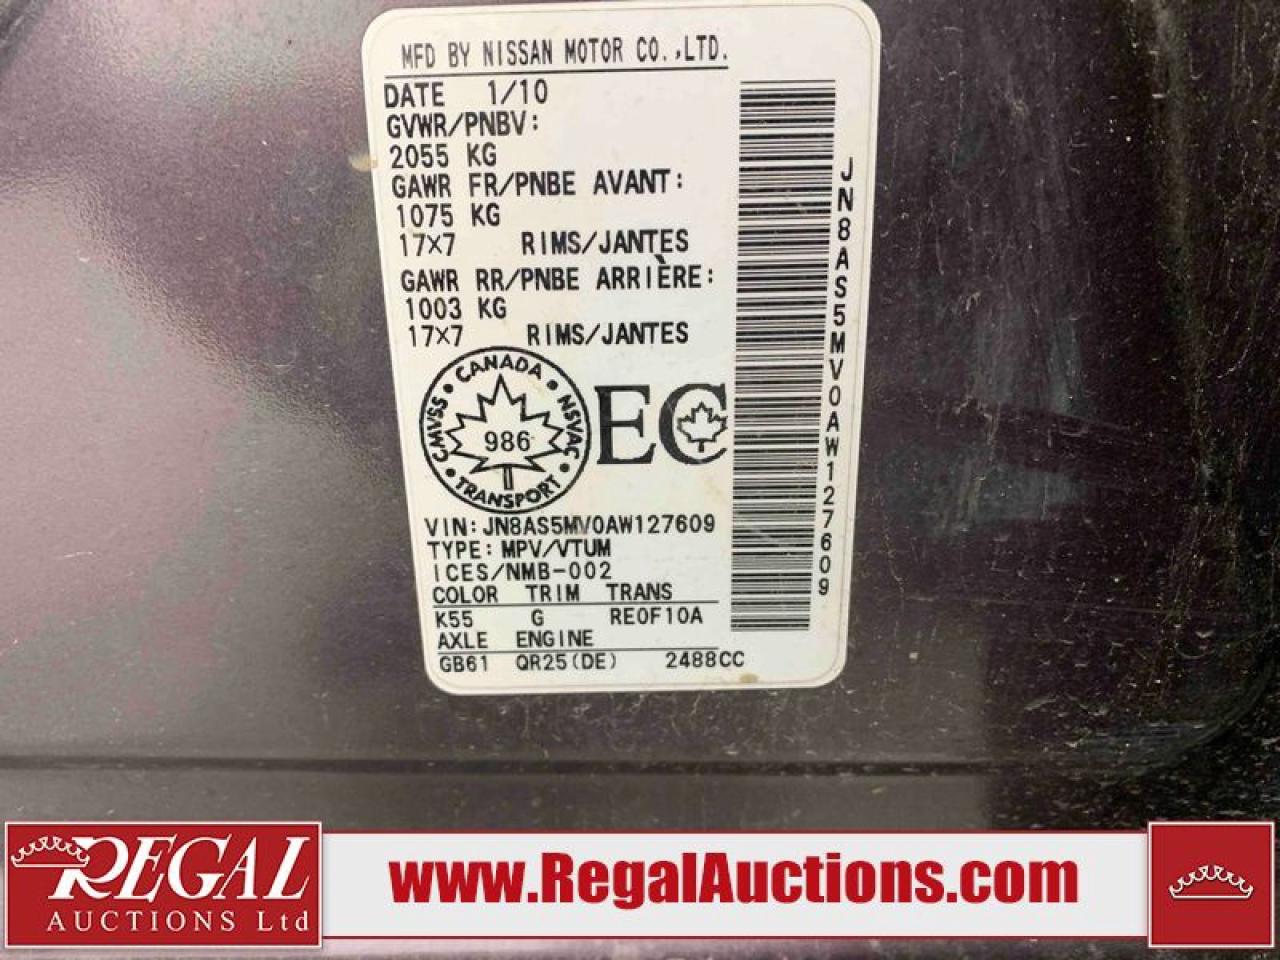 MFD BY NISSAN MOTOR CO.,LTD.
DATE 1/10
GVWR/PNBV:
2055 KG
GAWR FR/PNBE AVANT:
1075 KG
17×7 RIMS/JANTES
GAWR RR/PNBE ARRIÈRE:
1003 KG
17×7 RIMS/JANTES
CANADA
CMVSS • NSVAC
986
TRANSPORT
EC
VIN: JN8AS5MV0AW127609
TYPE: MPV/VTUM
ICES/NMB-002
COLOR TRIM TRANS
K55 G RE0F10A
AXLE ENGINE
GB61 QR25(DE) 2488CC
JN8AS5MV0AW127609
REGAL
AUCTIONS Ltd
www.RegalAuctions.com